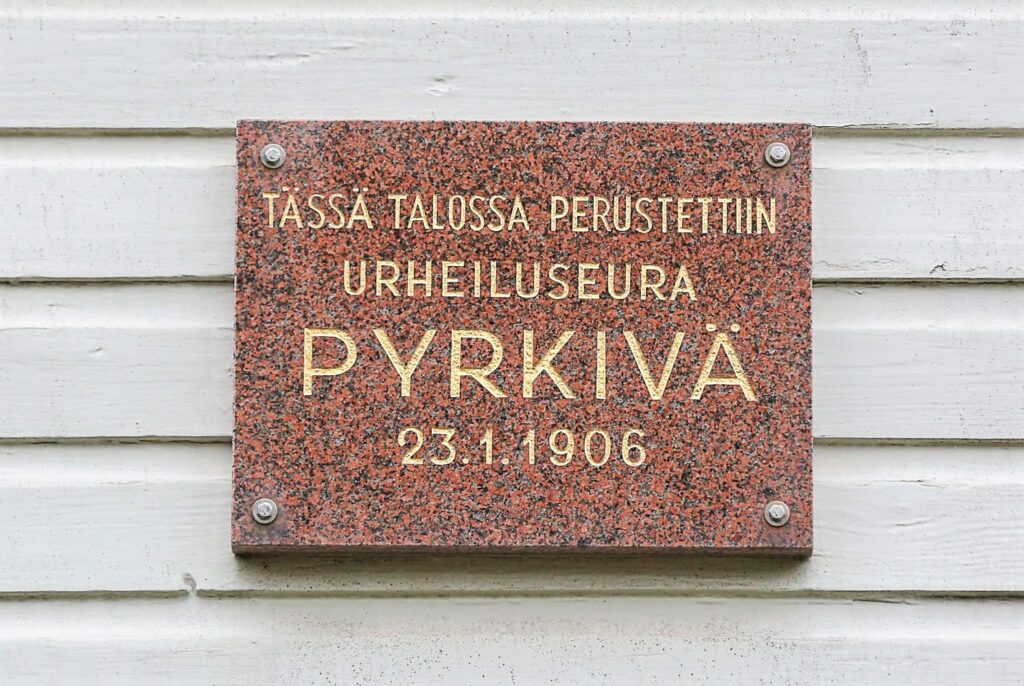 TÄSSÄ TALOSSA PERUSTETTIIN
URHEILUSEURA
PYRKIVÄ
23.1.1906